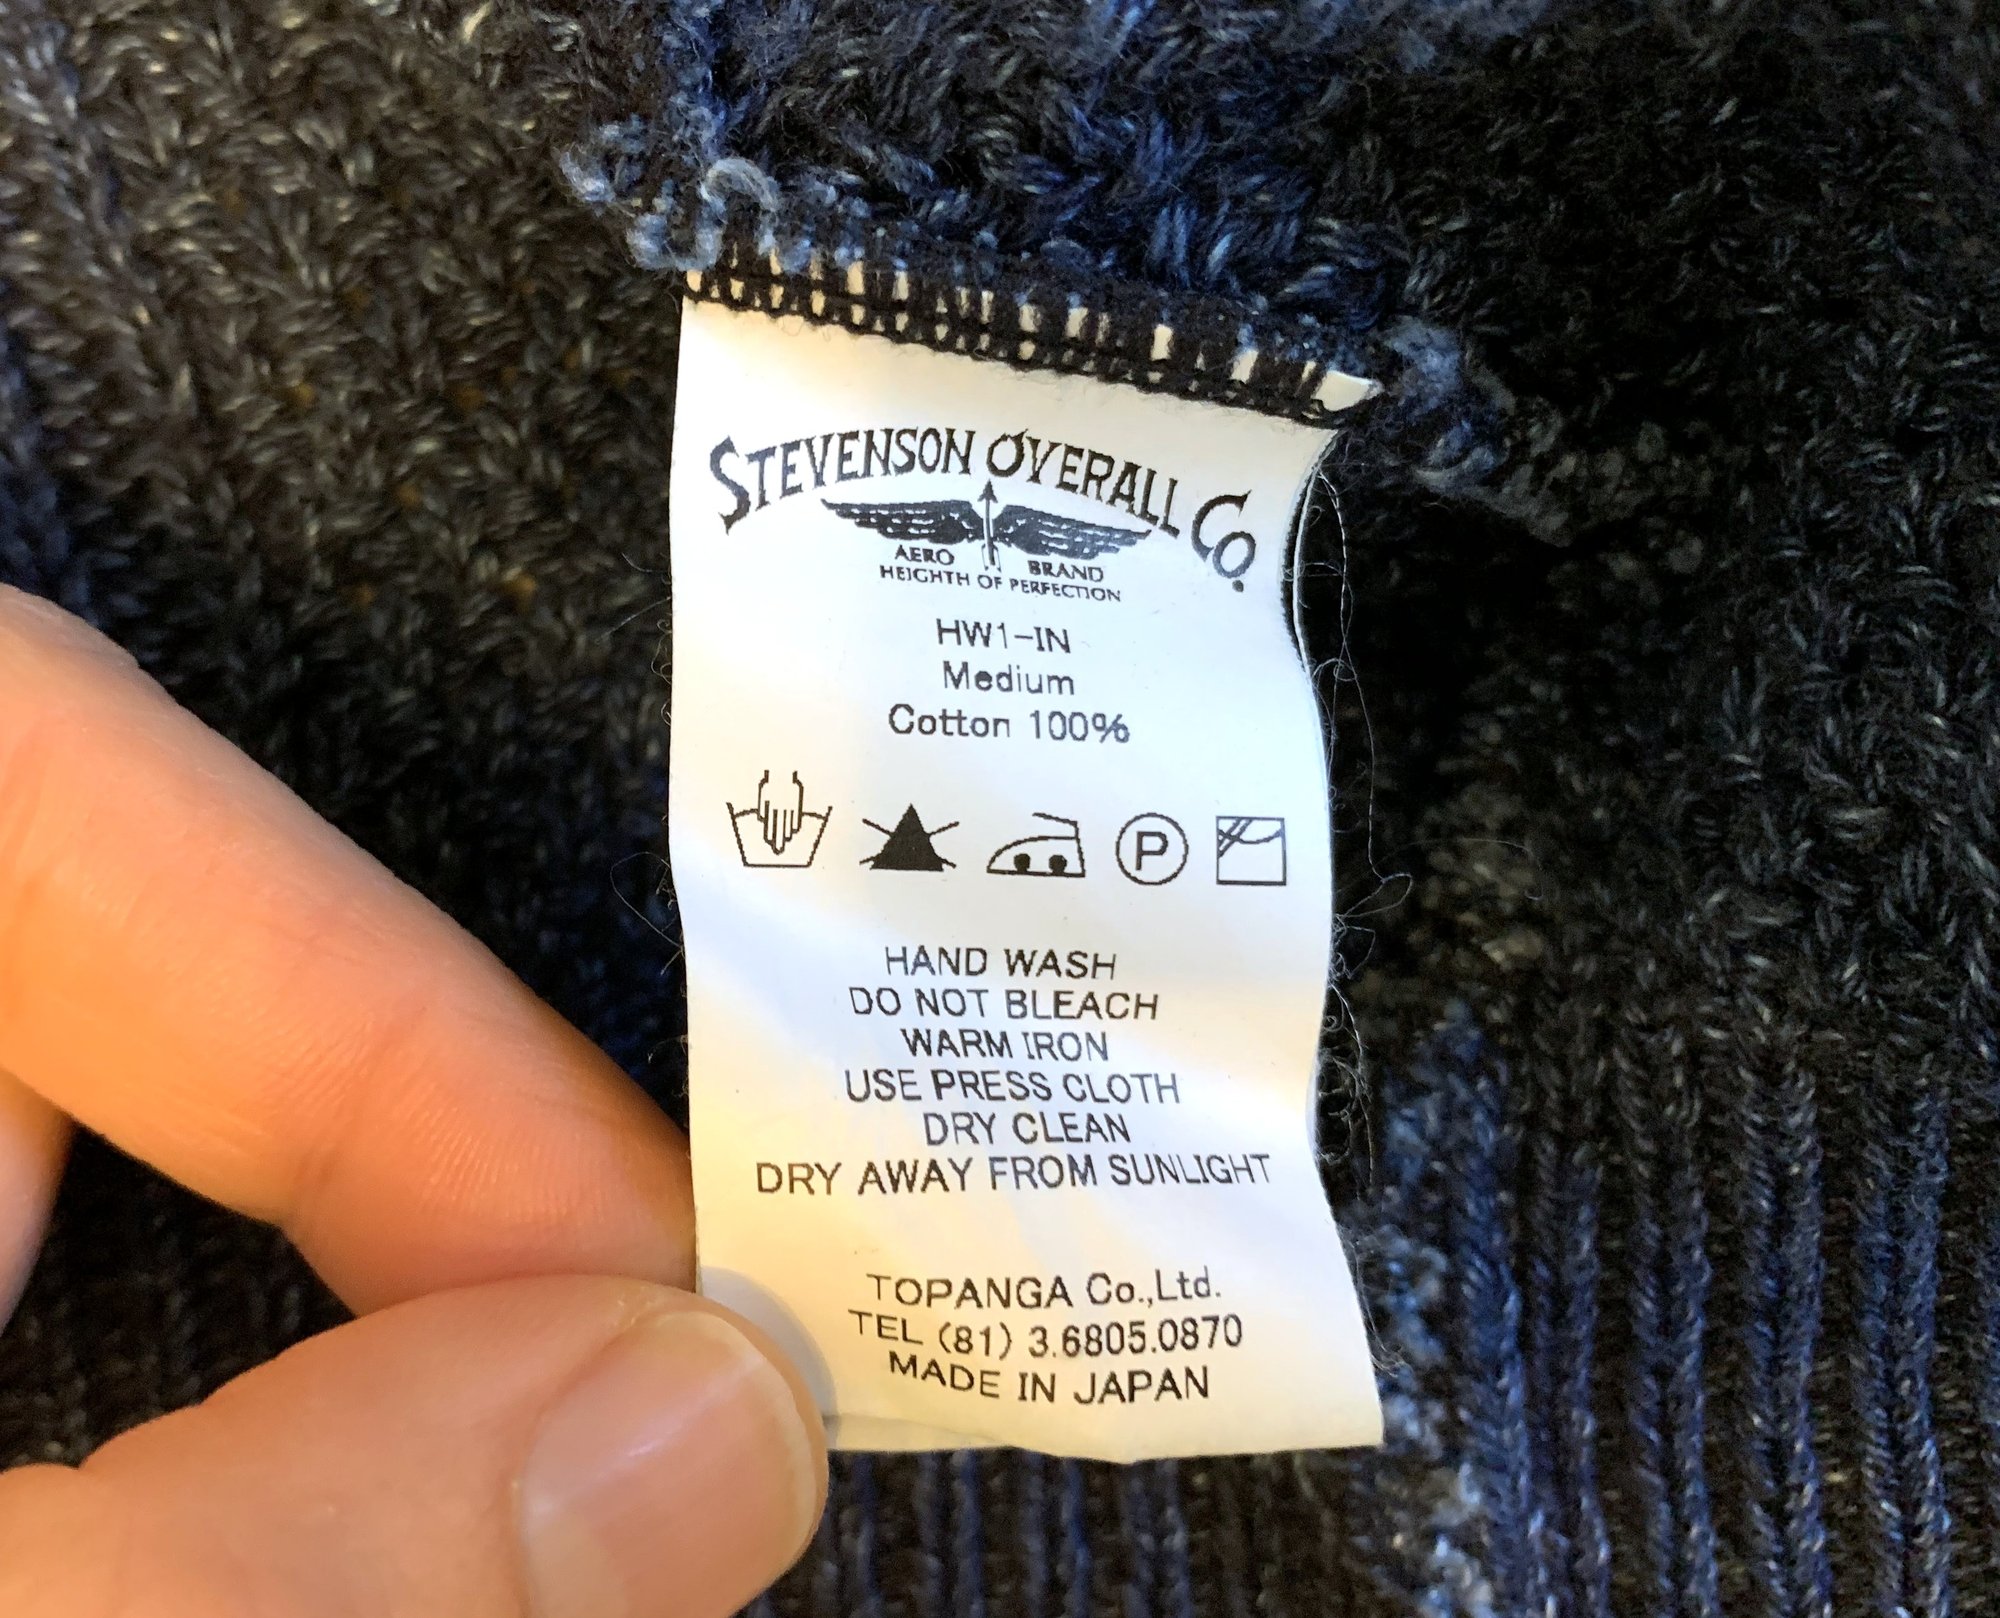 STEVENSON OVERALL CO.
AERO BRAND
HEIGHTH OF PERFECTION
HW1-IN
Medium
Cotton 100%
P
HAND WASH
DO NOT BLEACH
WARM IRON
USE PRESS CLOTH
DRY CLEAN
DRY AWAY FROM SUNLIGHT
TOPANGA Co.,Ltd.
TEL (81) 3.6805.0870
MADE IN JAPAN